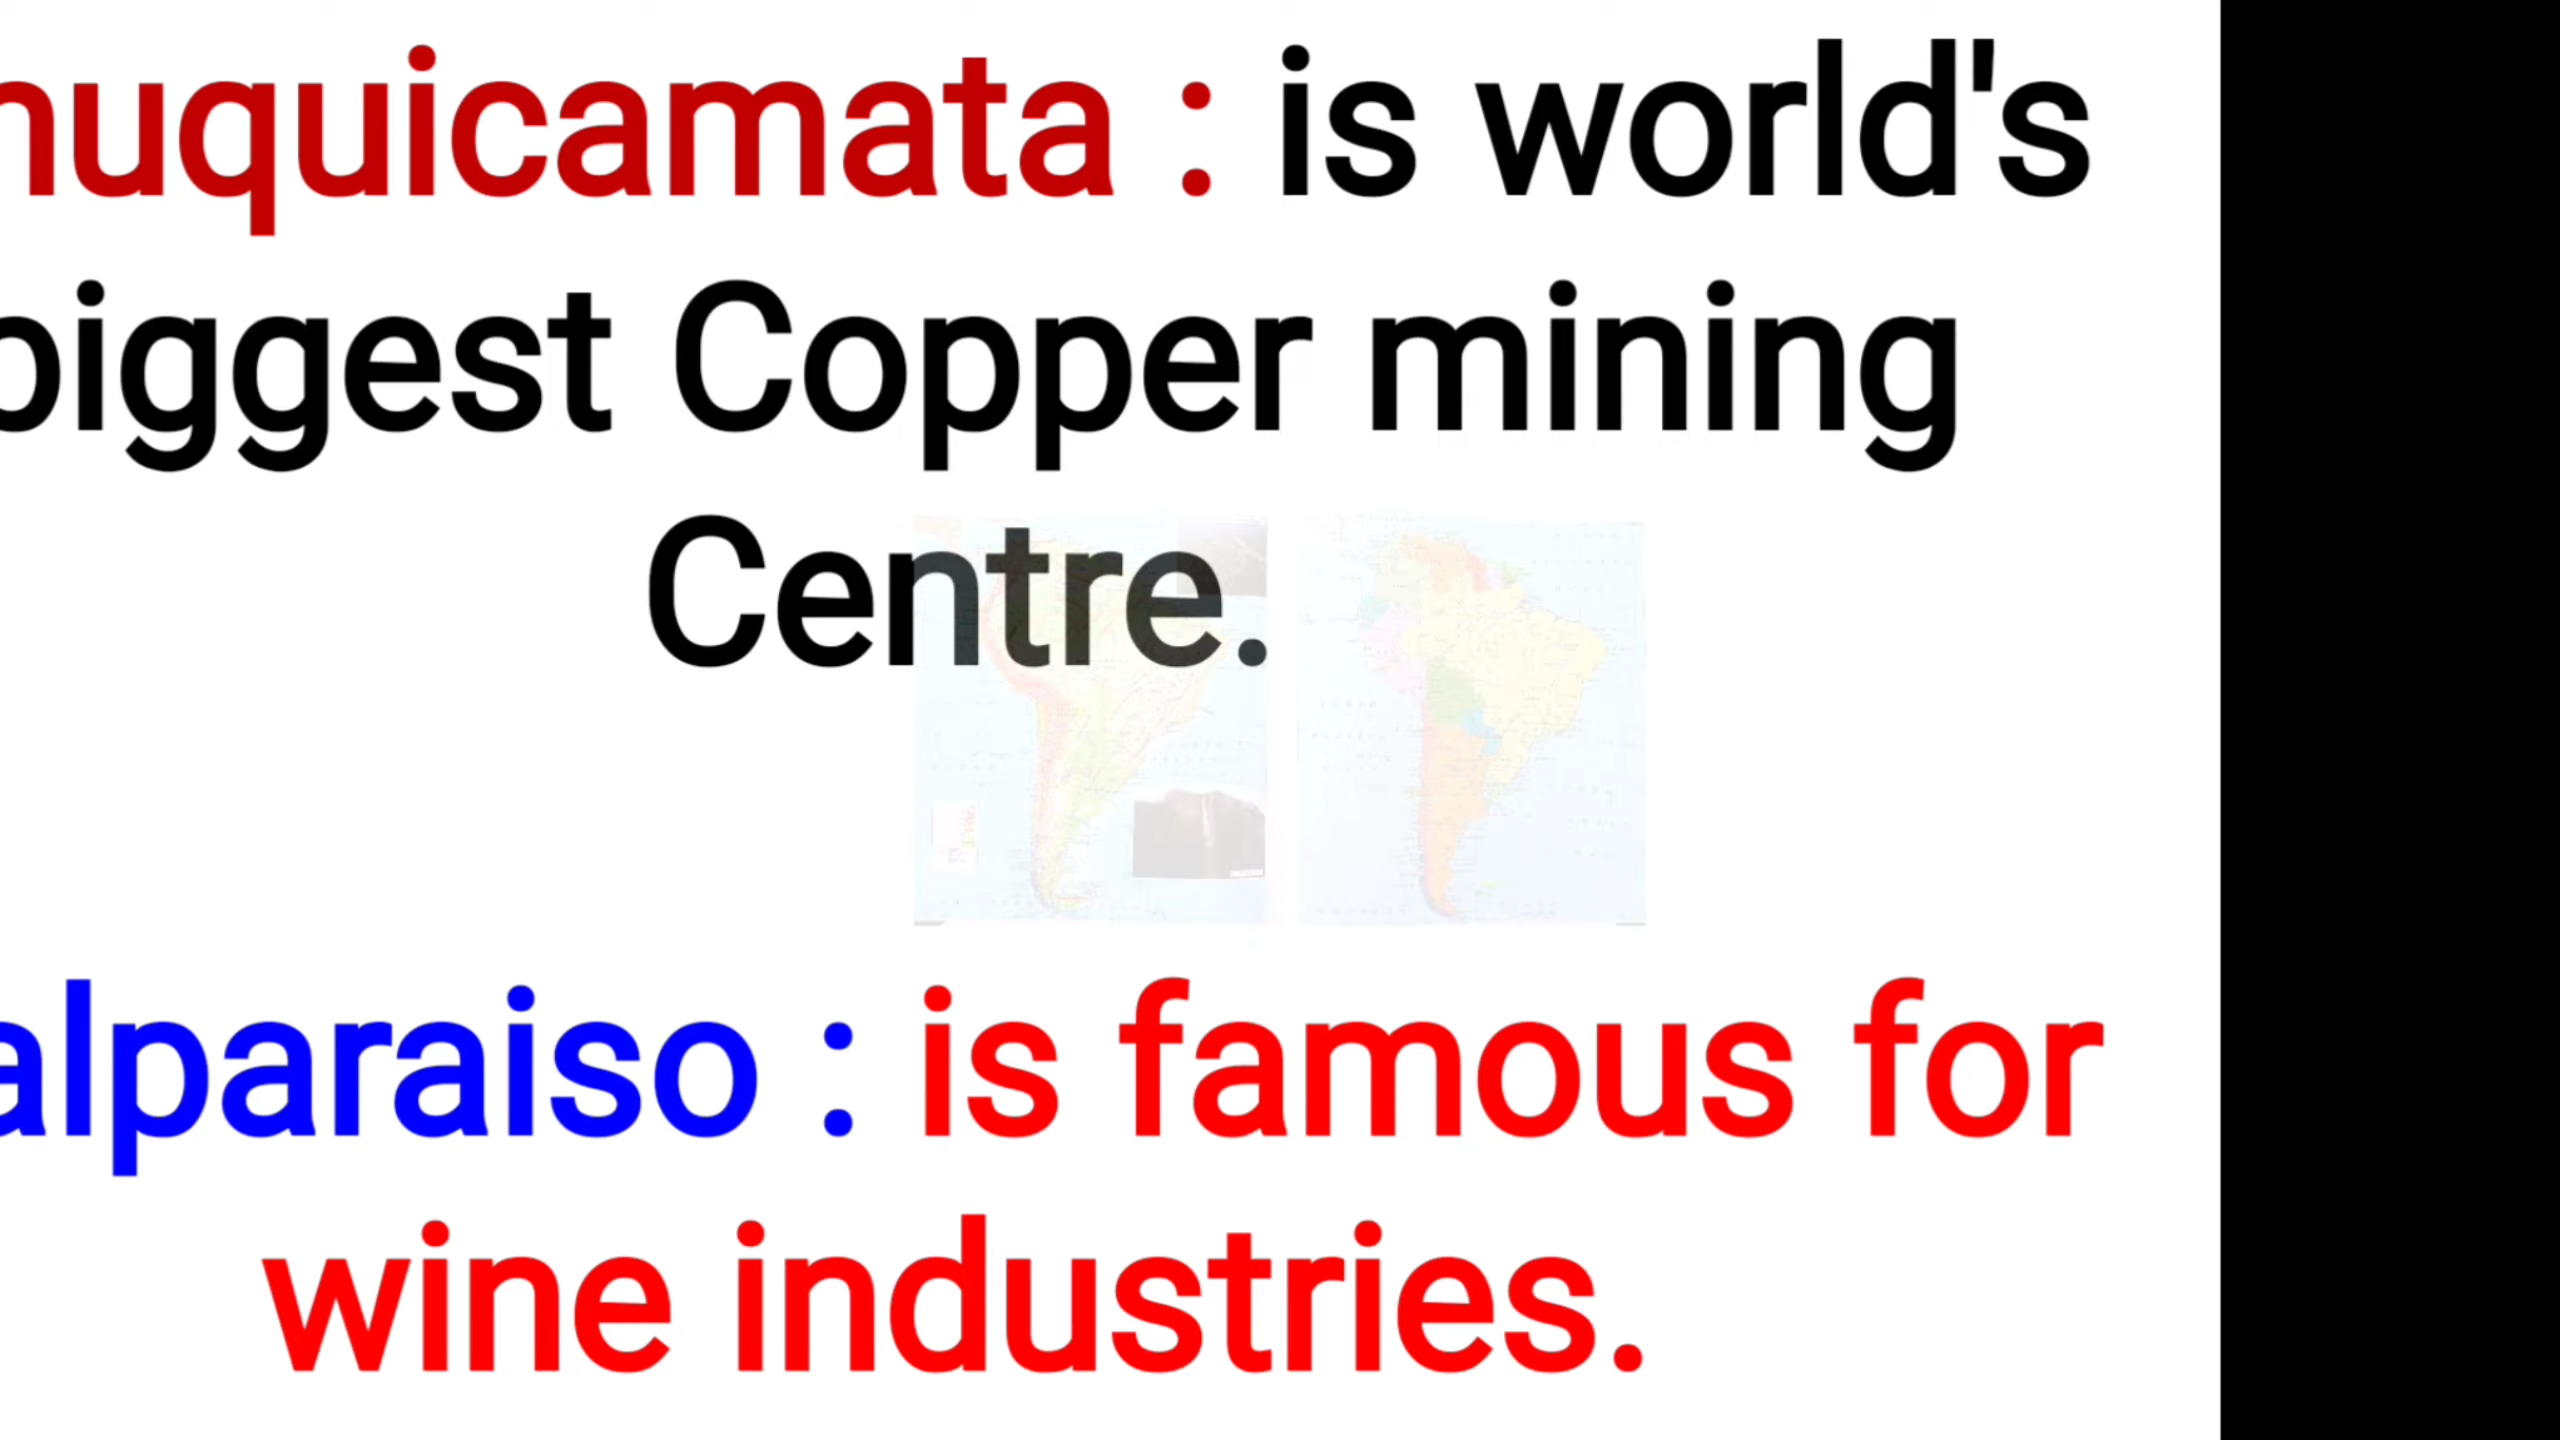 huquicamata : is world's
biggest Copper mining
Centre.
alparaiso : is famous for
wine industries.